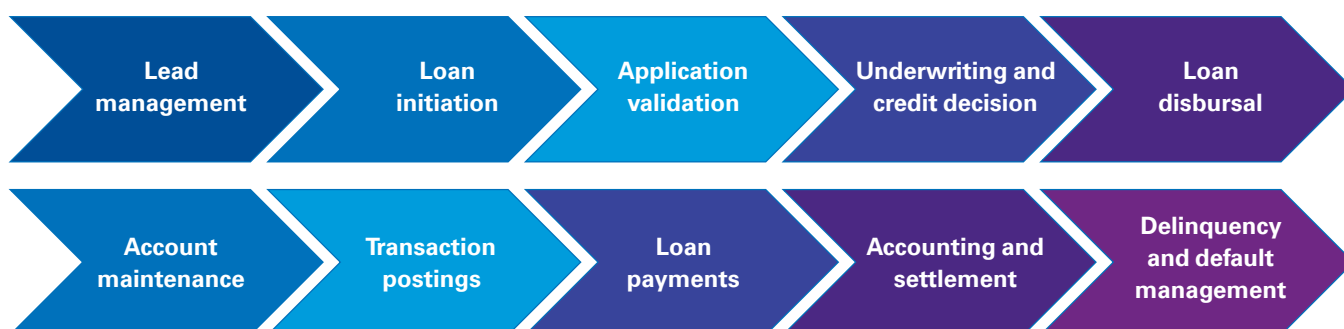 Lead
management
Loan
initiation
Application
validation
Underwriting and
credit decision
Loan
disbursal
Account
maintenance
Transaction
postings
Loan
payments
Accounting and
settlement
Delinquency
and default
management